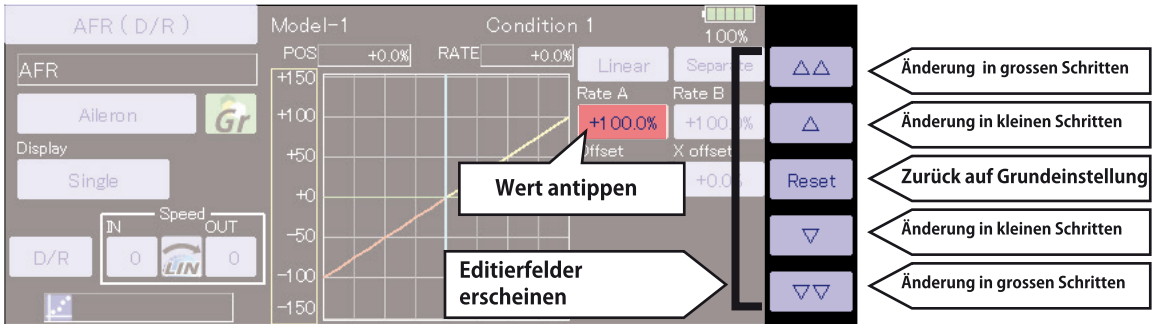 AFR ( D/R )
Model-1
Condition 1
100%
POS
+0.0%
RATE
+0.0%
AFR
Linear
Separate
Rate A
Rate B
+100.0%
Aileron
Gr
Offset
X offset
Display
Single
Speed
IN
OUT
D/R
0
LIN
0
+150
+100
+50
+0
-50
-100
-150
Wert antippen
Editierfelder
erscheinen
△△
△
Reset
▽
▽▽
Änderung in grossen Schritten
Änderung in kleinen Schritten
Zurück auf Grundeinstellung
Änderung in kleinen Schritten
Änderung in grossen Schritten